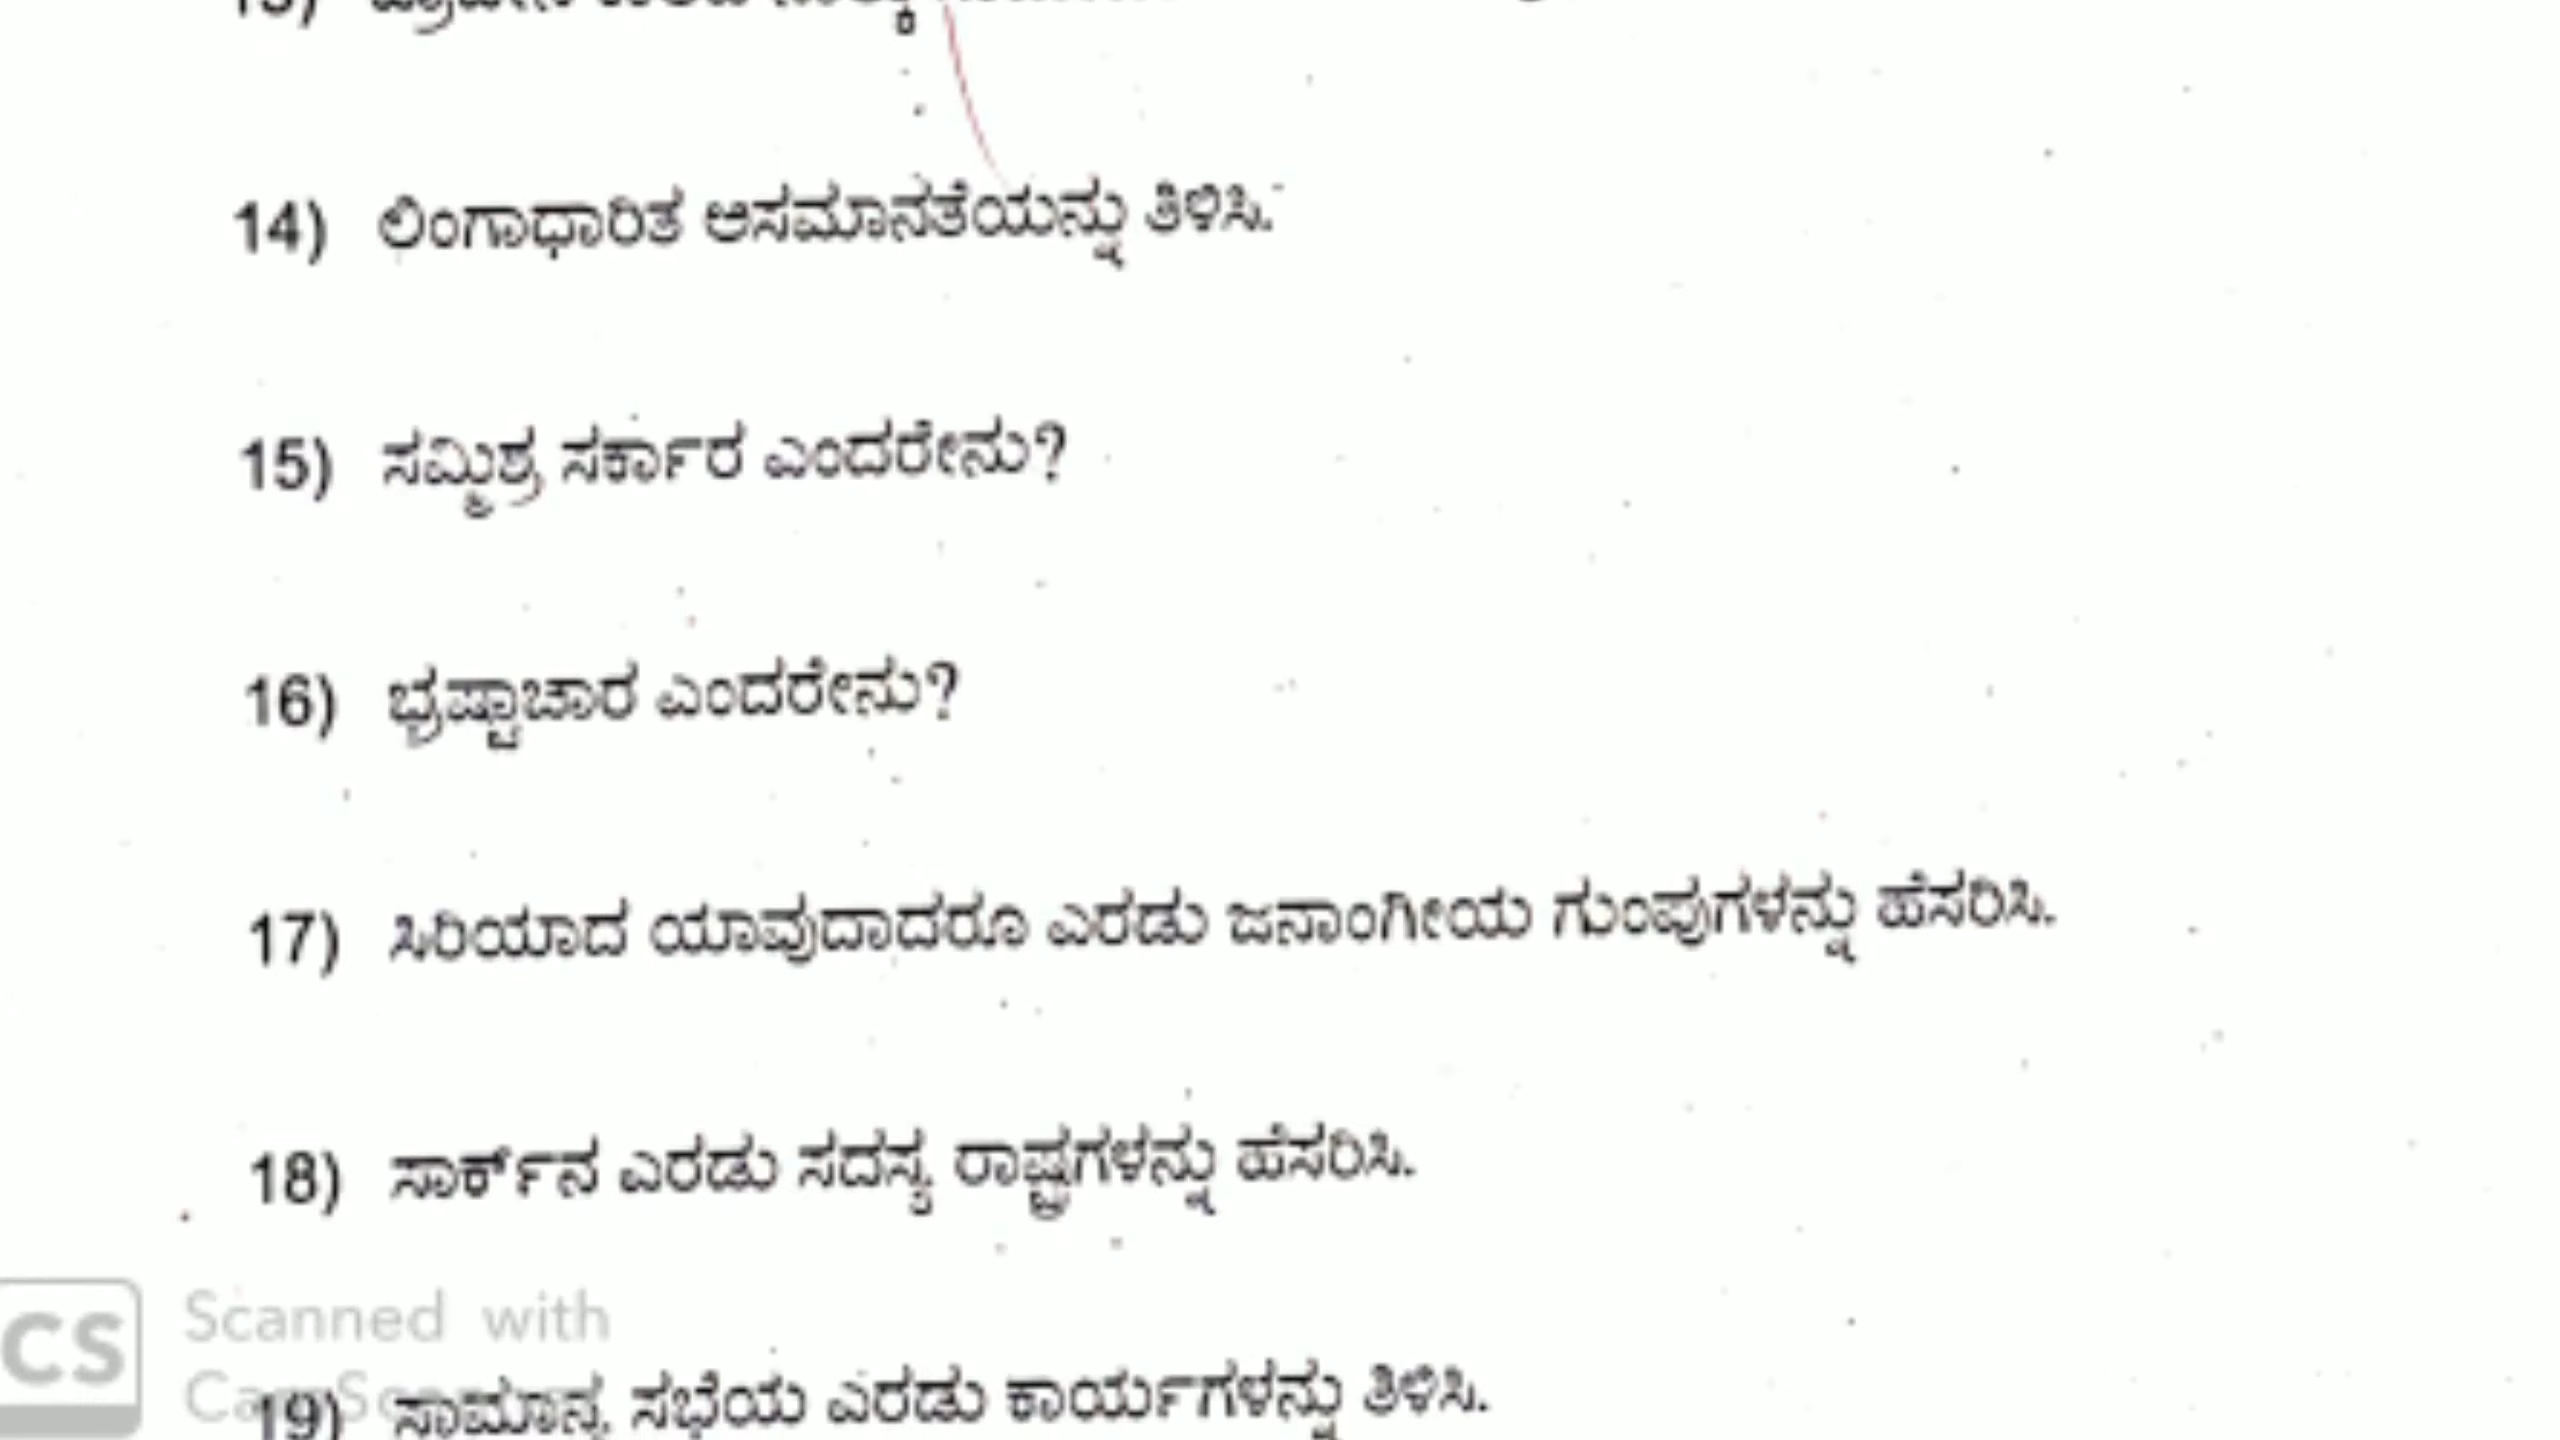 14) ಲಿಂಗಾಧಾರಿತ ಅಸಮಾನತೆಯನ್ನು ತಿಳಿಸಿ.
15) ಸಮ್ಮಿಶ್ರ ಸರ್ಕಾರ ಎಂದರೇನು?
16) ಭ್ರಷ್ಟಾಚಾರ ಎಂದರೇನು?
17) ಸಿರಿಯಾದ ಯಾವುದಾದರೂ ಎರಡು ಜನಾಂಗೀಯ ಗುಂಪುಗಳನ್ನು ಹೆಸರಿಸಿ.
18) ಸಾರ್ಕ್‌ನ ಎರಡು ಸದಸ್ಯ ರಾಷ್ಟ್ರಗಳನ್ನು ಹೆಸರಿಸಿ.
CS Scanned with
19) ಸಾಮಾನ್ಯ ಸಭೆಯ ಎರಡು ಕಾರ್ಯಗಳನ್ನು ತಿಳಿಸಿ.